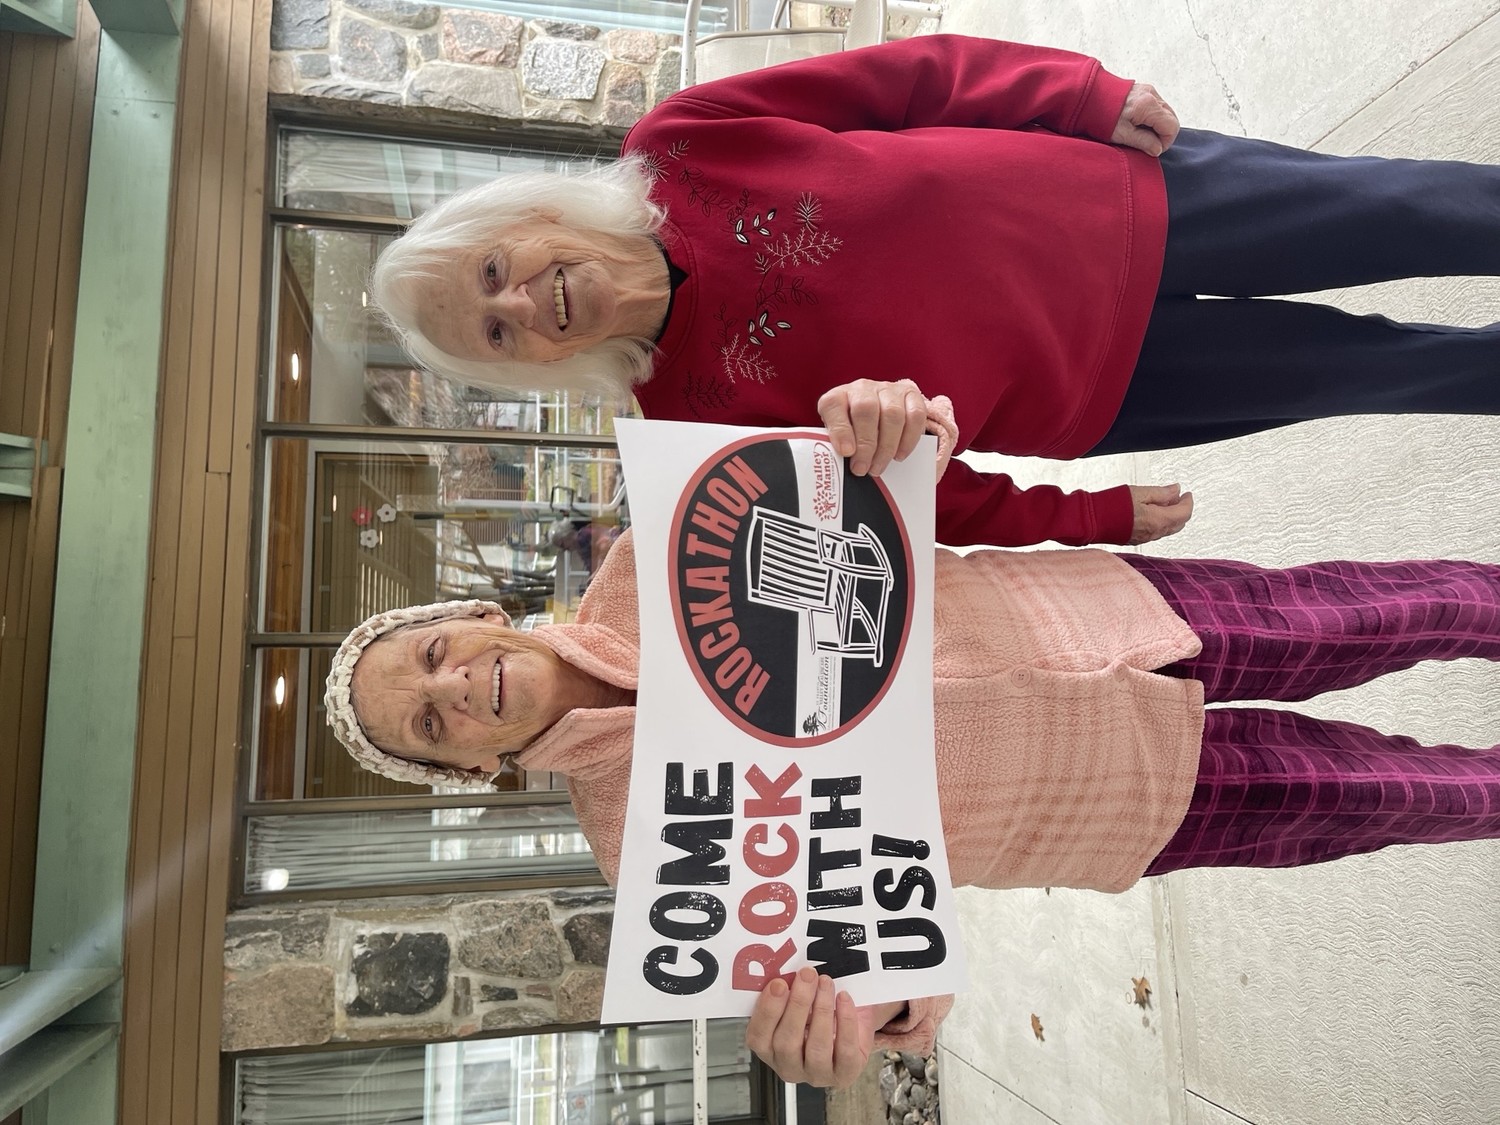 ROCKATHON
Valley
Manor
Foundation
COME
ROCK
WITH
US!